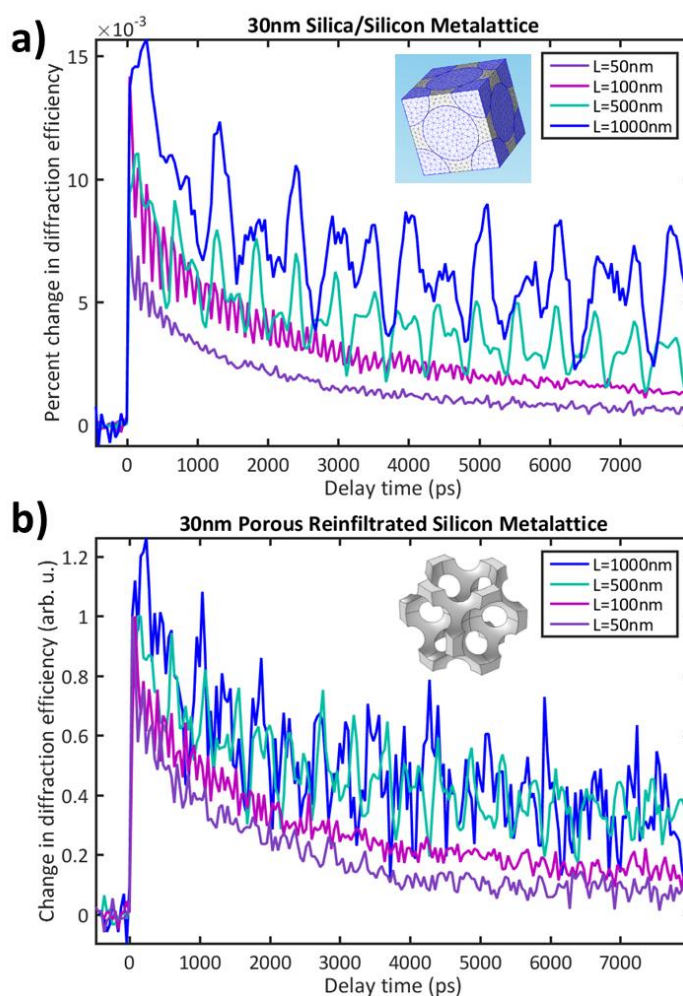 a)
30nm Silica/Silicon Metalattice
×10⁻³
15
10
5
0
Percent change in diffraction efficiency
L=50nm
L=100nm
L=500nm
L=1000nm
0 1000 2000 3000 4000 5000 6000 7000
Delay time (ps)
b)
30nm Porous Reinfiltrated Silicon Metalattice
1.2
1
0.8
0.6
0.4
0.2
0
Change in diffraction efficiency (arb. u.)
L=1000nm
L=500nm
L=100nm
L=50nm
0 1000 2000 3000 4000 5000 6000 7000
Delay time (ps)